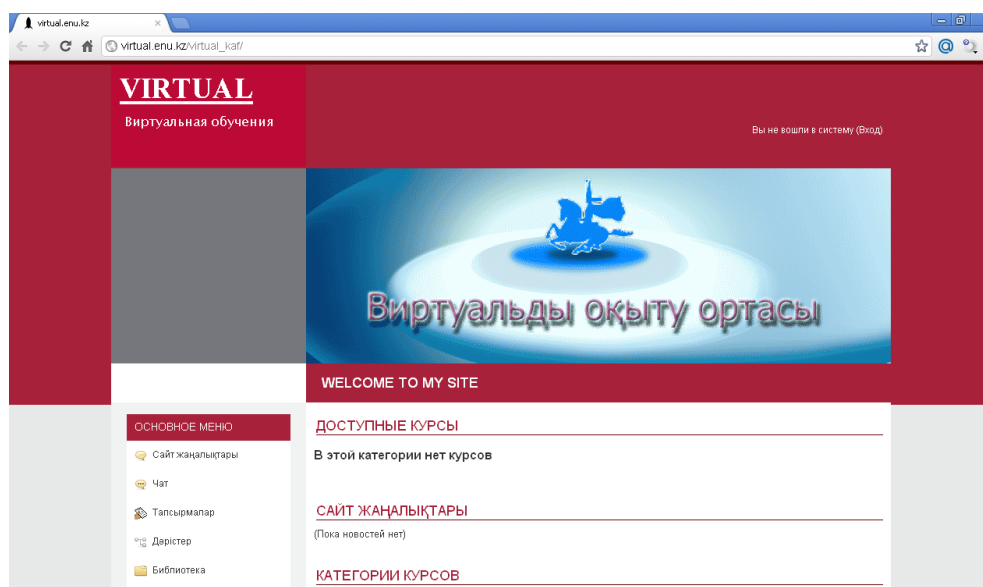 virtual.enu.kz
virtual.enu.kz/virtual_kaf/
VIRTUAL
Виртуальная обучения
Вы не вошли в систему (Вход)
Виртуальды оқыту ортасы
WELCOME TO MY SITE
ОСНОВНОЕ МЕНЮ
Сайт жаңалықтары
Чат
Тапсырмалар
Дәрістер
Библиотека
ДОСТУПНЫЕ КУРСЫ
В этой категории нет курсов
САЙТ ЖАҢАЛЫҚТАРЫ
(Пока новостей нет)
КАТЕГОРИИ КУРСОВ